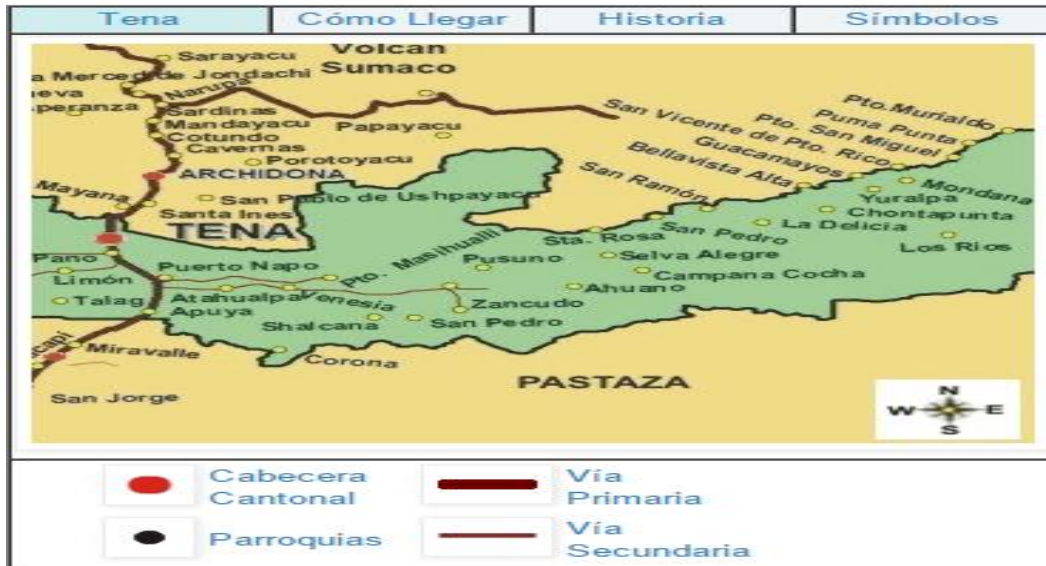 Tena
Cómo Llegar
Historia
Símbolos
Volcan
Sumaco
Sarayacu
a Merced de Jondachi
ueva
speranza
Narupa
Sardinas
Mandayacu
Cotundo
Cavernas
Papayacu
Porotoyacu
ARCHIDONA
Mayana
San Pablo de Ushpayacu
Santa Ines
TENA
San Vicente de Pto. Rico
Guacamayos
Bellavista Alta
San Ramón
Pto. San Miguel
Puma Punta
Pto. Murialdo
Mondana
Yuralpa
Chontapunta
La Delicia
Los Rios
San Pedro
Sta. Rosa
Selva Alegre
Campana Cocha
Pusuno
Ahuano
Pto. Masihualli
Pano
Limón
Puerto Napo
Talag
Atahualpa
Venesia
Zancudo
Apuya
Shalcana
San Pedro
capi
Miravalle
Corona
PASTAZA
San Jorge
N
W
E
S
Cabecera
Cantonal
Vía
Primaria
Parroquias
Vía
Secundaria